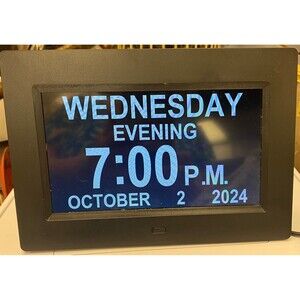 WEDNESDAY
EVENING
7:00 P.M.
OCTOBER 2 2024